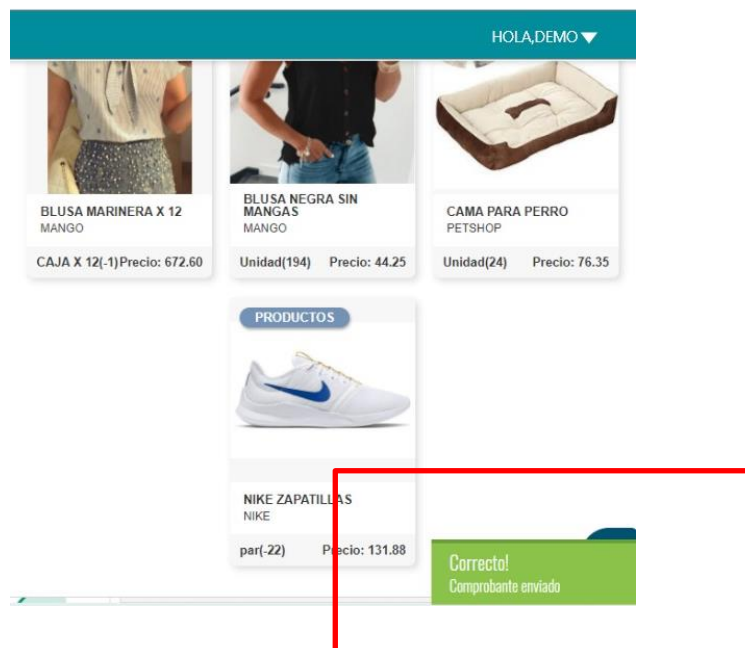 HOLA,DEMO
BLUSA MARINERA X 12
MANGO
CAJA X 12(-1) Precio: 672.60
BLUSA NEGRA SIN
MANGAS
MANGO
Unidad(194) Precio: 44.25
CAMA PARA PERRO
PETSHOP
Unidad(24) Precio: 76.35
PRODUCTOS
NIKE ZAPATILLAS
NIKE
par(-22) Precio: 131.88
Correcto!
Comprobante enviado